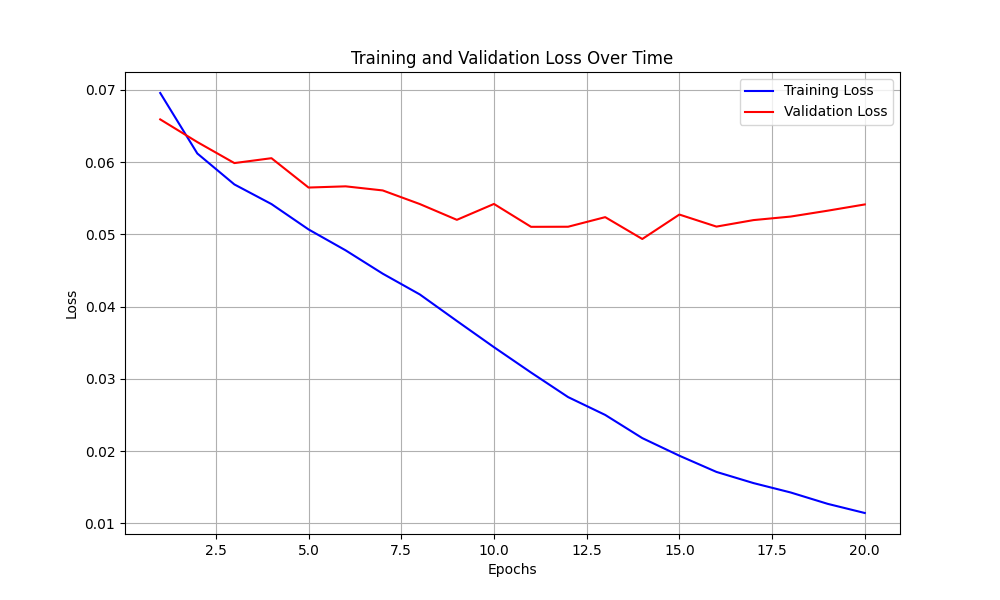 Training and Validation Loss Over Time
Training Loss
Validation Loss
0.07
0.06
0.05
0.04
0.03
0.02
0.01
Loss
2.5 5.0 7.5 10.0 12.5 15.0 17.5 20.0
Epochs